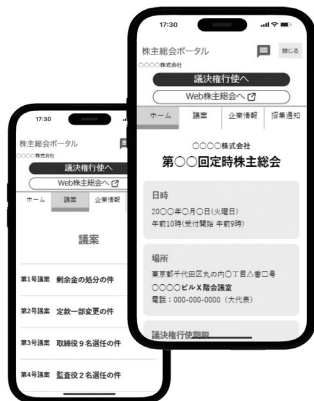 17:30
株主総会ポータル
閉じる
○○○○株式会社
議決権行使へ
Web株主総会へ
ホーム 議案 企業情報 招集通知
○○○○株式会社
第○○回定時株主総会
日時
20○○年○月○日(火曜日)
午前10時(受付開始 午前9時)
場所
東京都千代田区丸の内○丁目△番□号
○○○○ビルX階会議室
電話：000-000-0000（大代表）
議決権行使期限
17:30
株主総会ポータル
○○○○株式会社
議決権行使へ
Web株主総会へ
ホーム 議案 企業情報
議案
第1号議案 剰余金の処分の件
第2号議案 定款一部変更の件
第3号議案 取締役9名選任の件
第4号議案 監査役2名選任の件